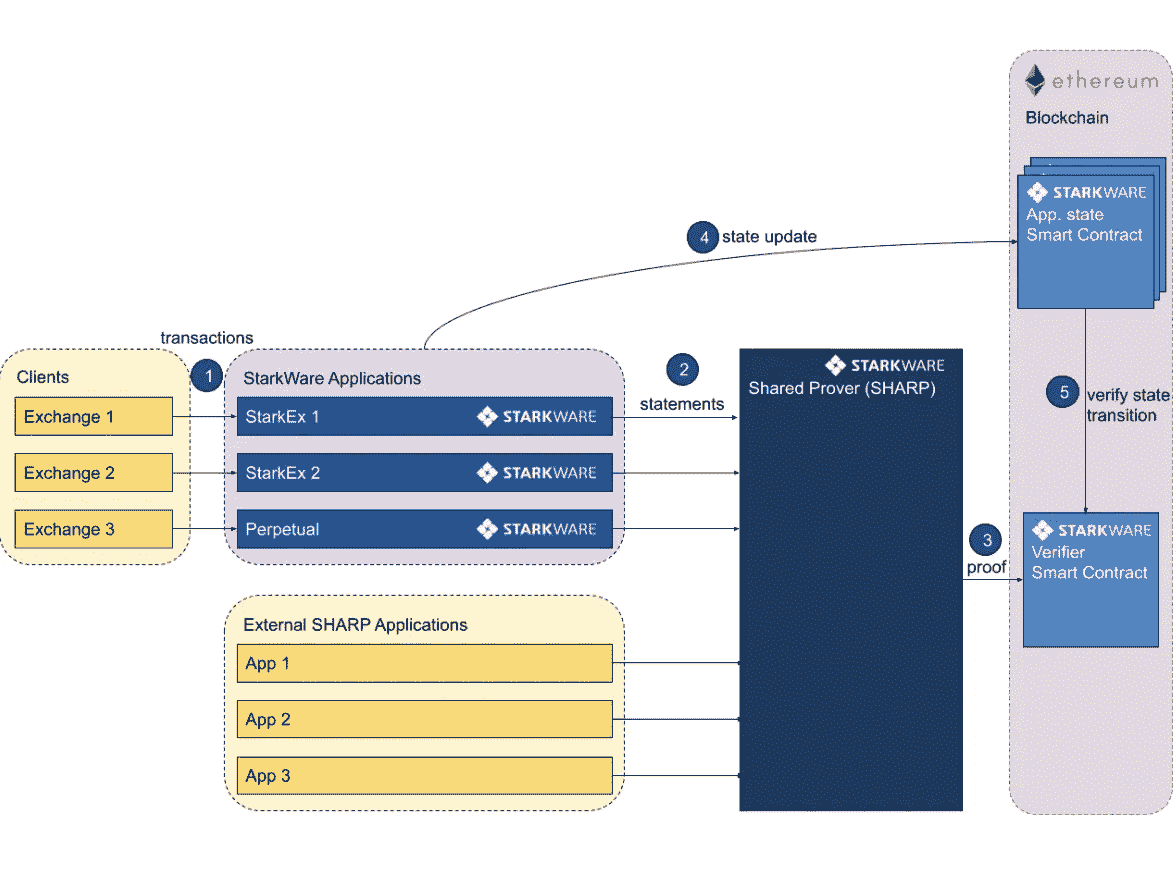 ethereum
Blockchain
STARKWARE
App. state
Smart Contract
4 state update
transactions
1
Clients
Exchange 1
Exchange 2
Exchange 3
StarkWare Applications
StarkEx 1 STARKWARE
StarkEx 2 STARKWARE
Perpetual STARKWARE
2
statements
STARKWARE
Shared Prover (SHARP)
5 verify state
transition
3
proof
STARKWARE
Verifier
Smart Contract
External SHARP Applications
App 1
App 2
App 3